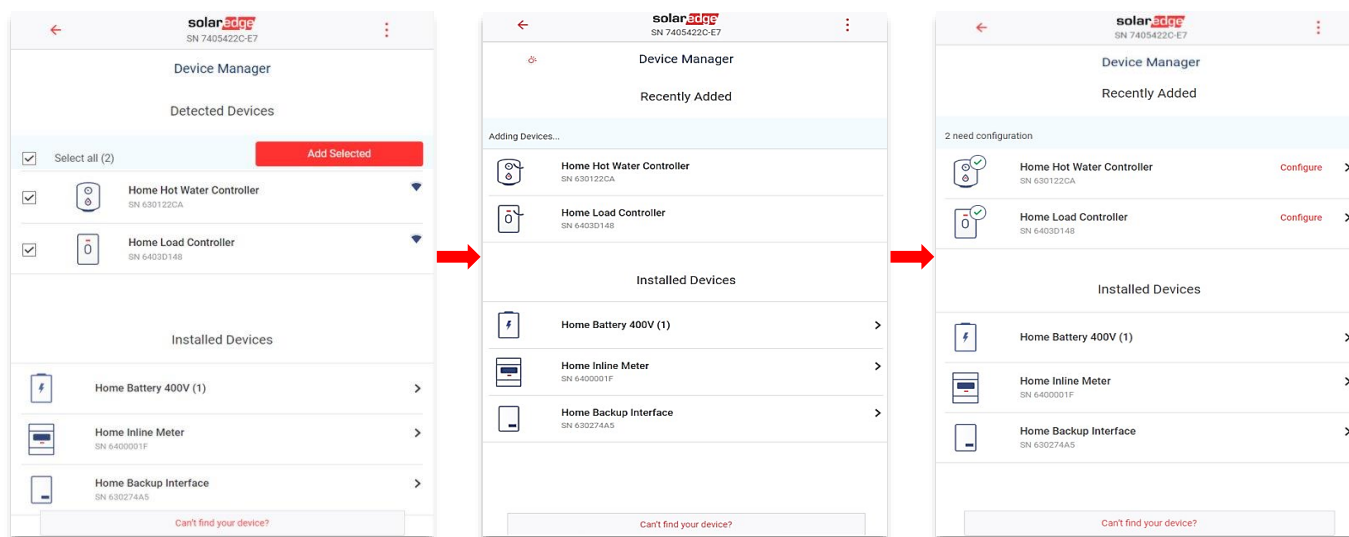 solaredge
SN 7405422C-E7
Device Manager
Detected Devices
Select all (2)
Add Selected
Home Hot Water Controller
SN 630122CA
Home Load Controller
SN 6403D148
Installed Devices
Home Battery 400V (1)
Home Inline Meter
SN 6400001F
Home Backup Interface
SN 630274A5
Can't find your device?
solaredge
SN 7405422C-E7
Device Manager
Recently Added
Adding Devices...
Home Hot Water Controller
SN 630122CA
Home Load Controller
SN 6403D148
Installed Devices
Home Battery 400V (1)
Home Inline Meter
SN 6400001F
Home Backup Interface
SN 630274A5
Can't find your device?
solaredge
SN 7405422C-E7
Device Manager
Recently Added
2 need configuration
Home Hot Water Controller
Configure
SN 630122CA
Home Load Controller
Configure
SN 6403D148
Installed Devices
Home Battery 400V (1)
Home Inline Meter
SN 6400001F
Home Backup Interface
SN 630274A5
Can't find your device?